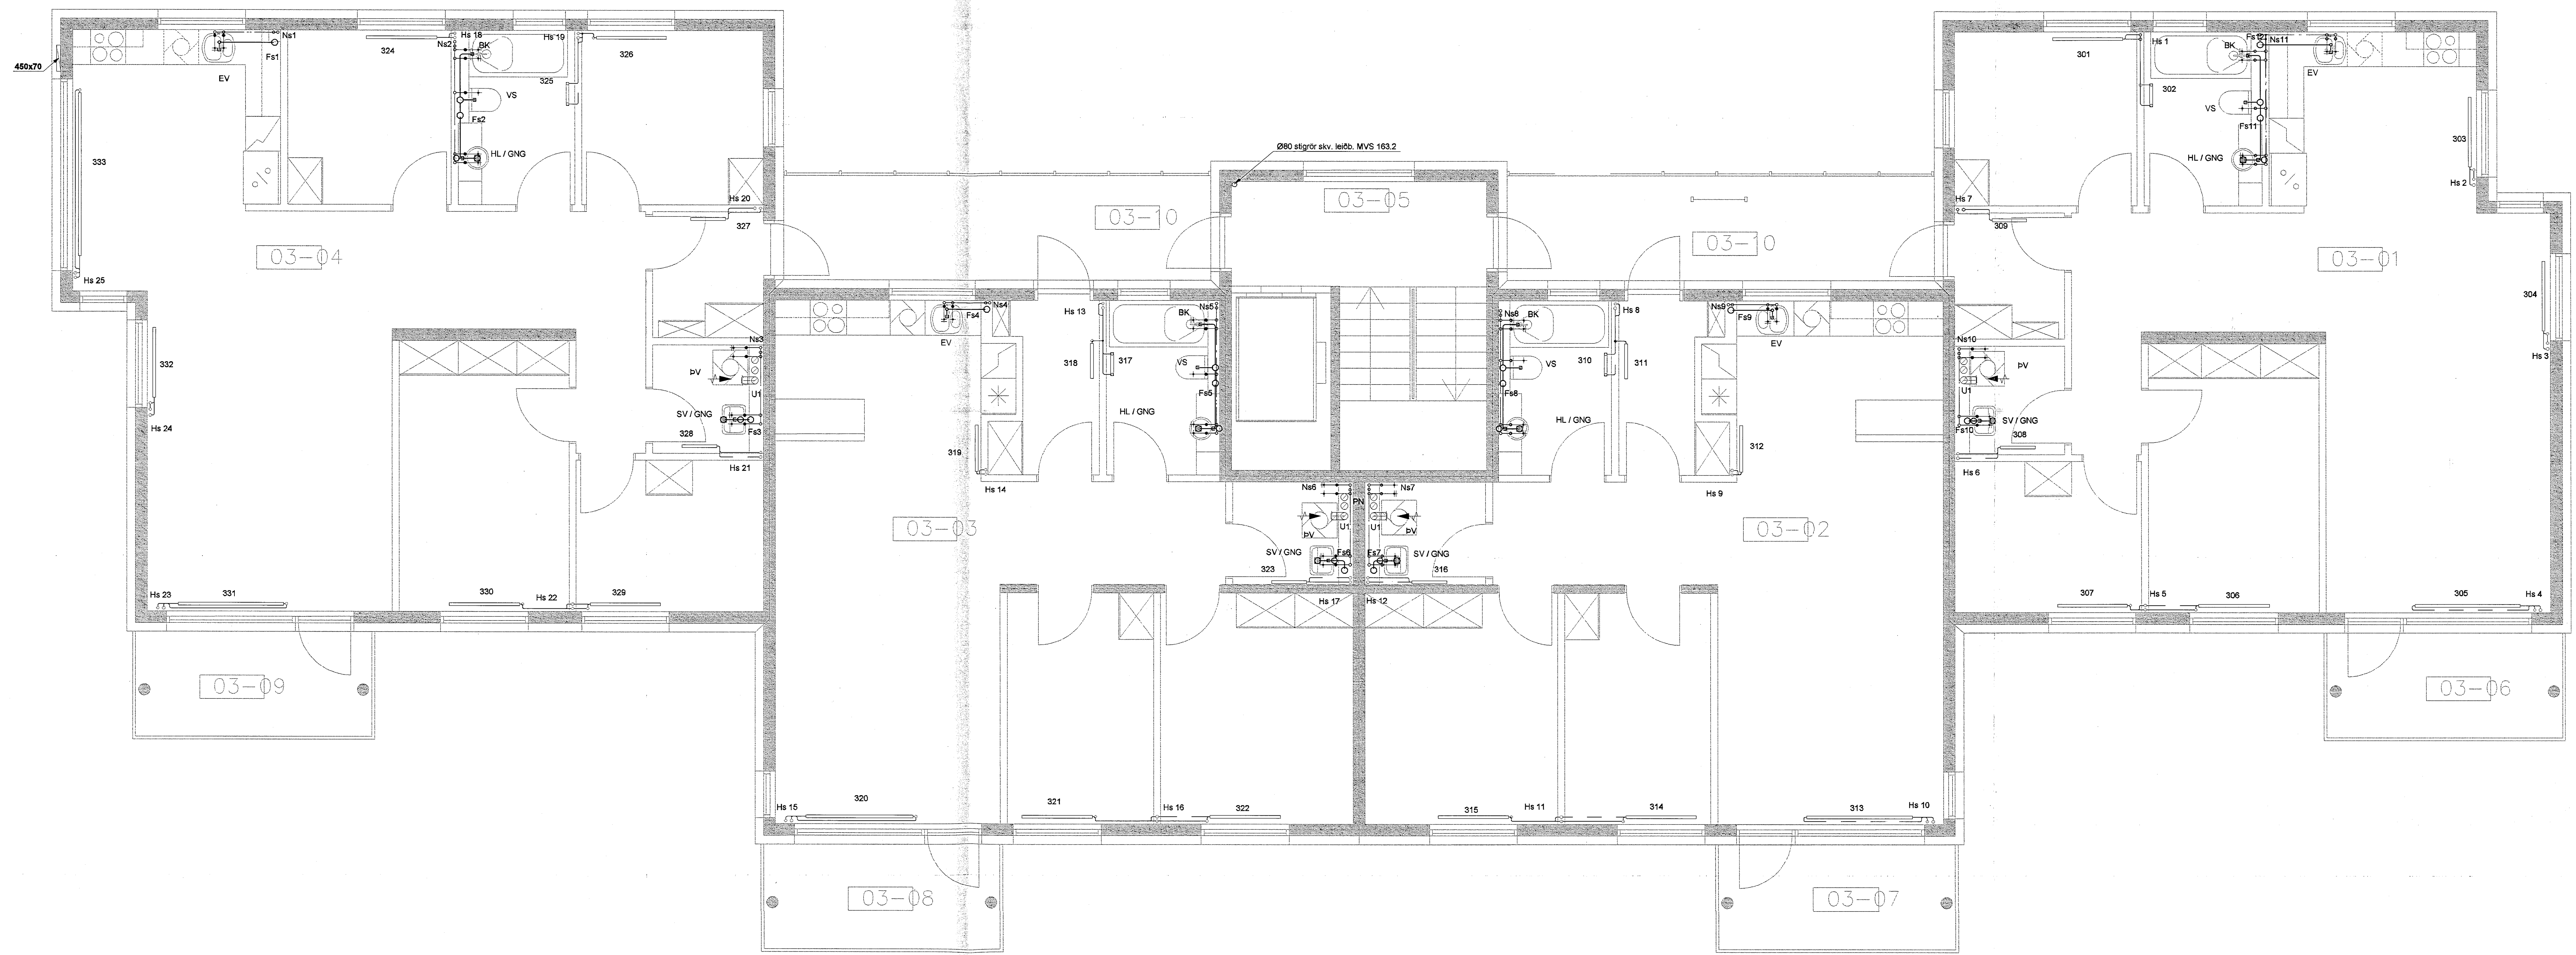 Ns1
324
Ns2
Hs 18
BK
Hs 19
326
301
Hs 1
BK
Fs12
Ns11
450x70
Fs1
EV
325
VS
Fs2
HL / GNG
302
VS
Fs11
HL / GNG
EV
333
303
Hs 2
Ø80 stigrör skv. leiðb. MVS 163.2
Hs 20
327
03-10
03-05
03-10
Hs 7
309
03-04
03-01
Hs 25
304
Ns4
Fs4
EV
Hs 13
BK
Ns5
Ns8
BK
Hs 8
Ns9
Fs9
EV
Ns3
ÞV
U1
SV / GNG
Fs3
328
Hs 21
332
Hs 24
318
317
VS
Fs5
HL / GNG
VS
Fs8
310
311
HL / GNG
Ns10
ÞV
U1
SV / GNG
Fs10
308
Hs 6
Hs 3
319
Hs 14
312
Hs 9
Ns6
ÞN
Ns7
U1
U1
ÞV
ÞV
03-03
03-02
SV / GNG
Fs6
Fs7
SV / GNG
323
316
Hs 17
Hs 12
Hs 23
331
330
Hs 22
329
307
Hs 5
306
305
Hs 4
03-09
03-06
Hs 15
320
321
Hs 16
322
315
Hs 11
314
313
Hs 10
03-08
03-07